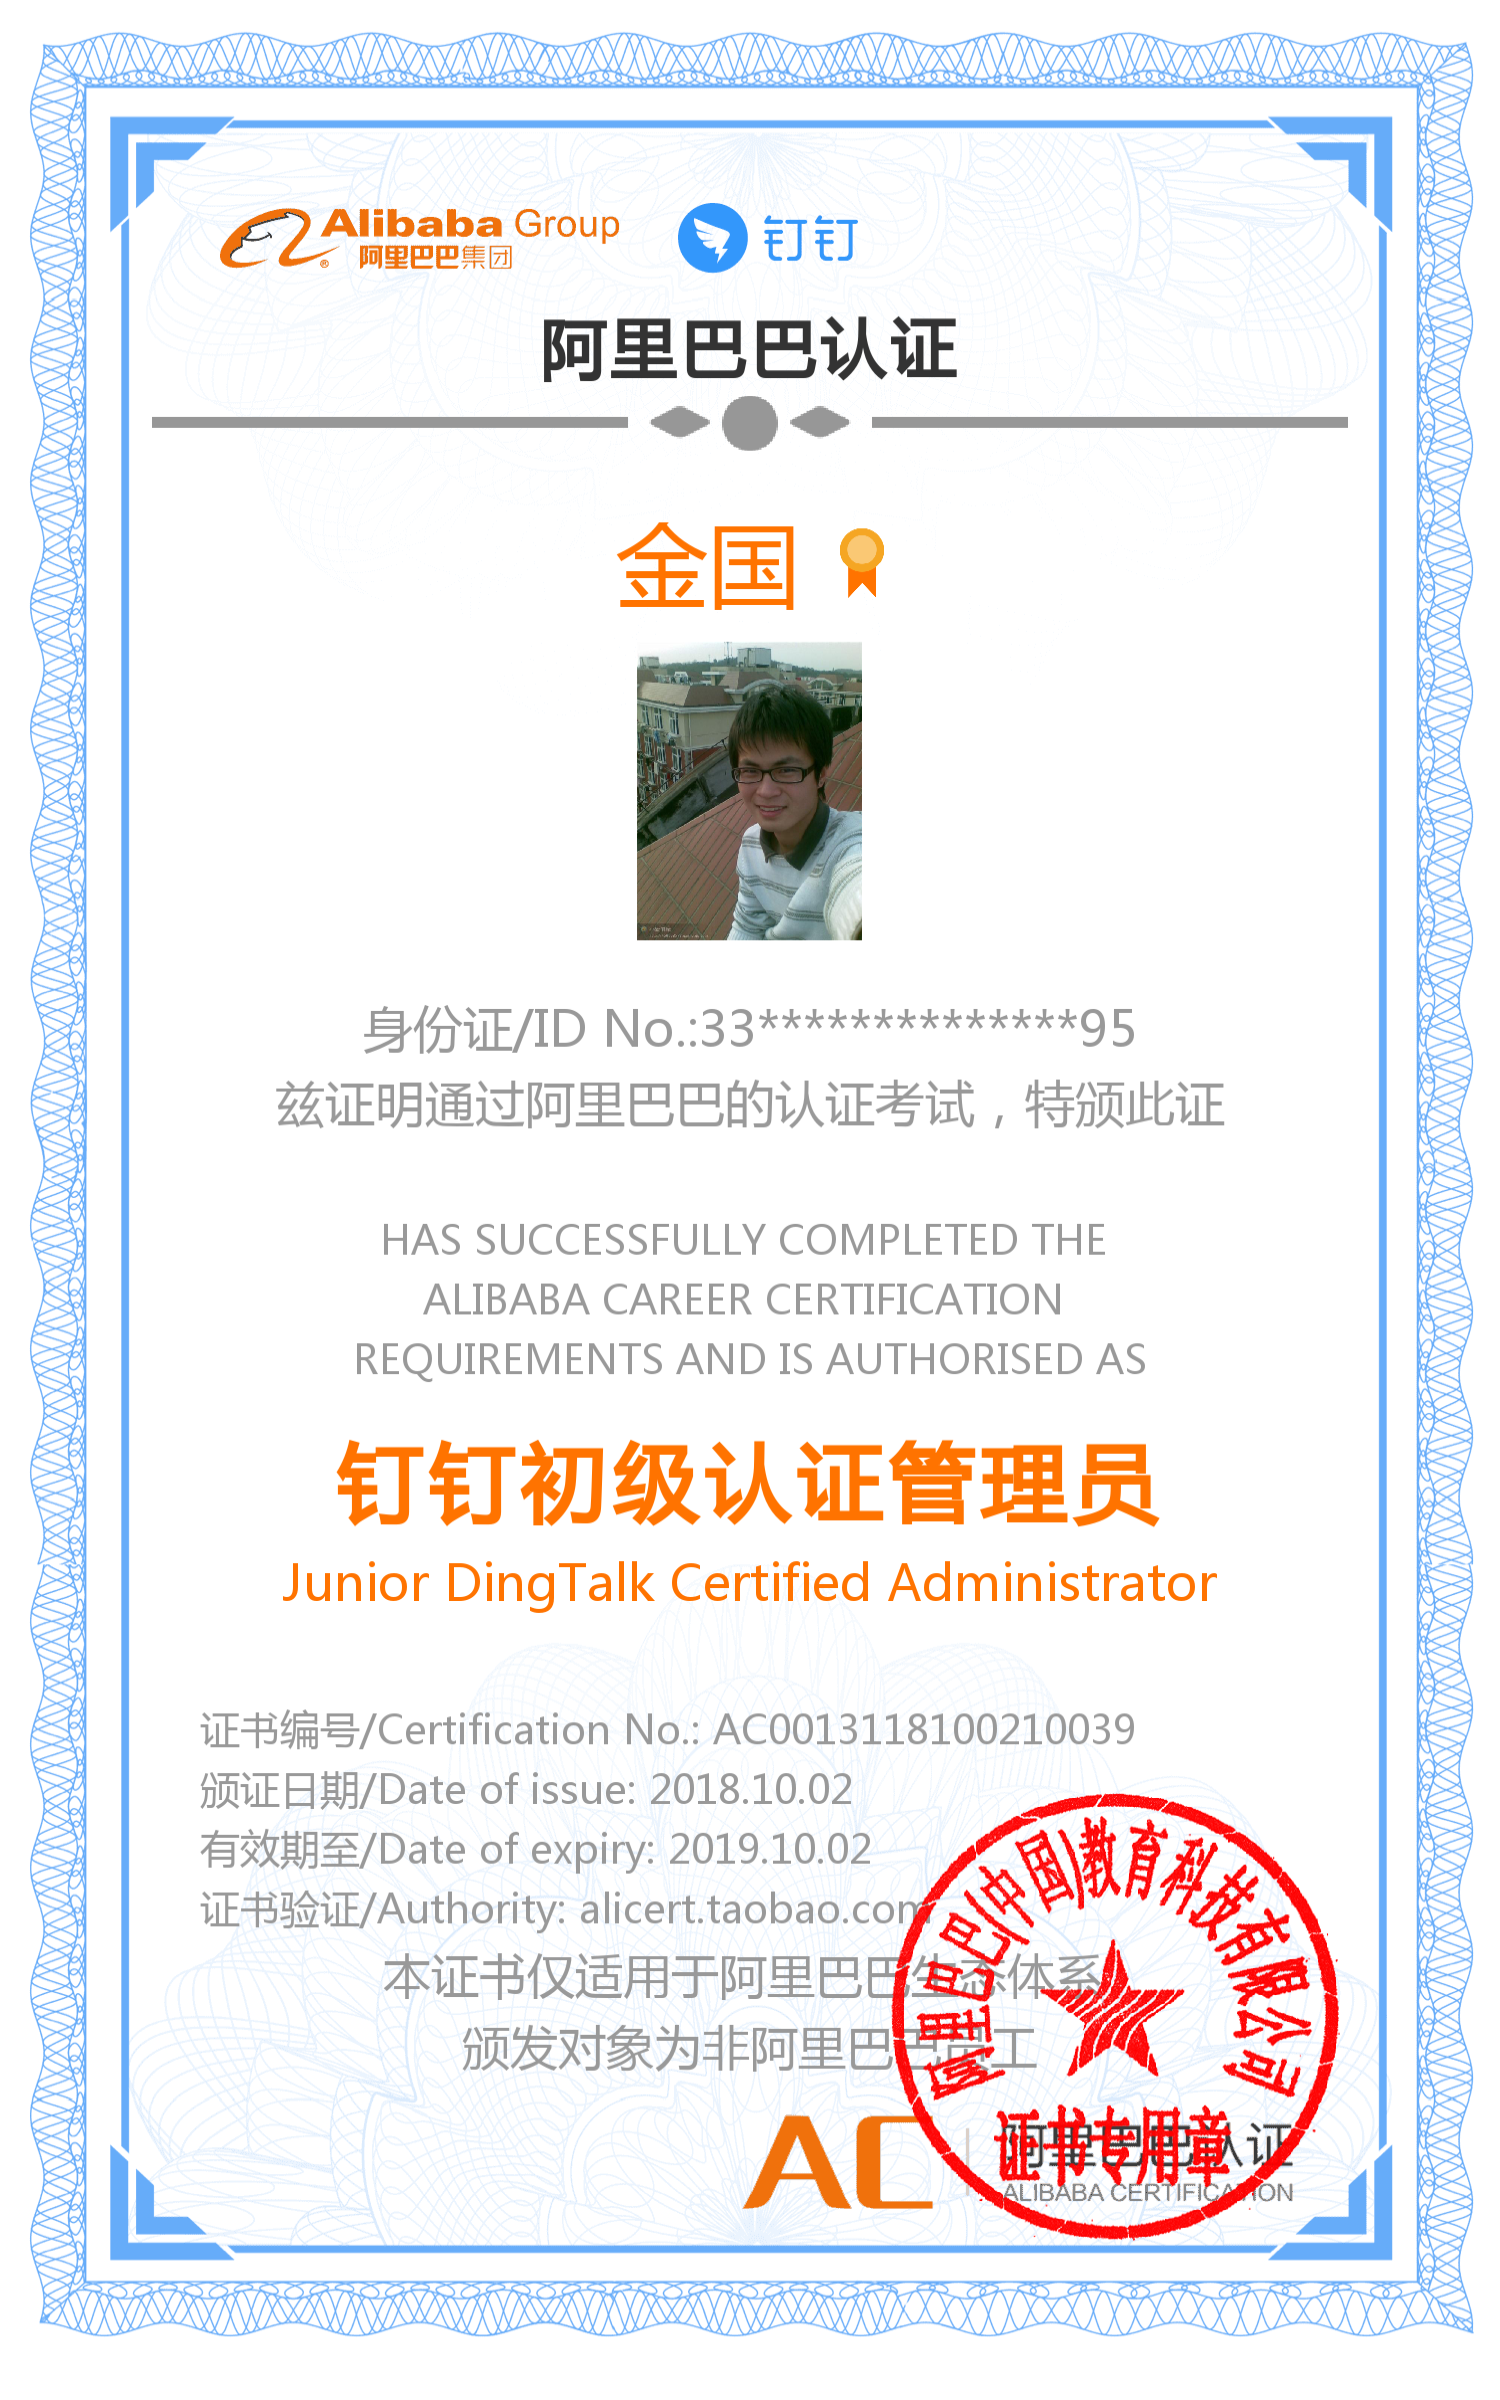 Alibaba Group
阿里巴巴集团
钉钉
阿里巴巴认证
金国
身份证/ID No.:33**************95
兹证明通过阿里巴巴的认证考试，特颁此证
HAS SUCCESSFULLY COMPLETED THE
ALIBABA CAREER CERTIFICATION
REQUIREMENTS AND IS AUTHORISED AS
钉钉初级认证管理员
Junior DingTalk Certified Administrator
证书编号/Certification No.: AC0013118100210039
颁证日期/Date of issue: 2018.10.02
有效期至/Date of expiry: 2019.10.02
证书验证/Authority: alicert.taobao.com
本证书仅适用于阿里巴巴生态体系
颁发对象为非阿里巴巴员工
阿里巴巴(中国)教育科技有限公司
证书专用章
AC
阿里巴巴认证
ALIBABA CERTIFICATION